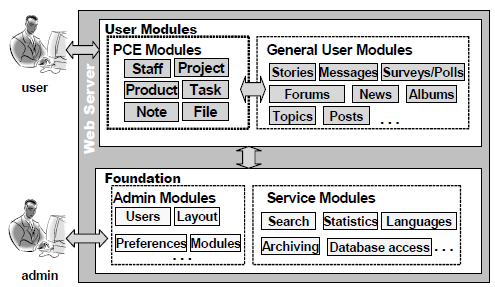 User Modules
PCE Modules
Staff Project
Product Task
Note File
General User Modules
Stories Messages Surveys/Polls
Forums News Albums
Topics Posts . . .
user
Web Server
Foundation
Admin Modules
Users Layout
Preferences Modules
. . .
Service Modules
Search Statistics Languages
Archiving Database access . . .
admin